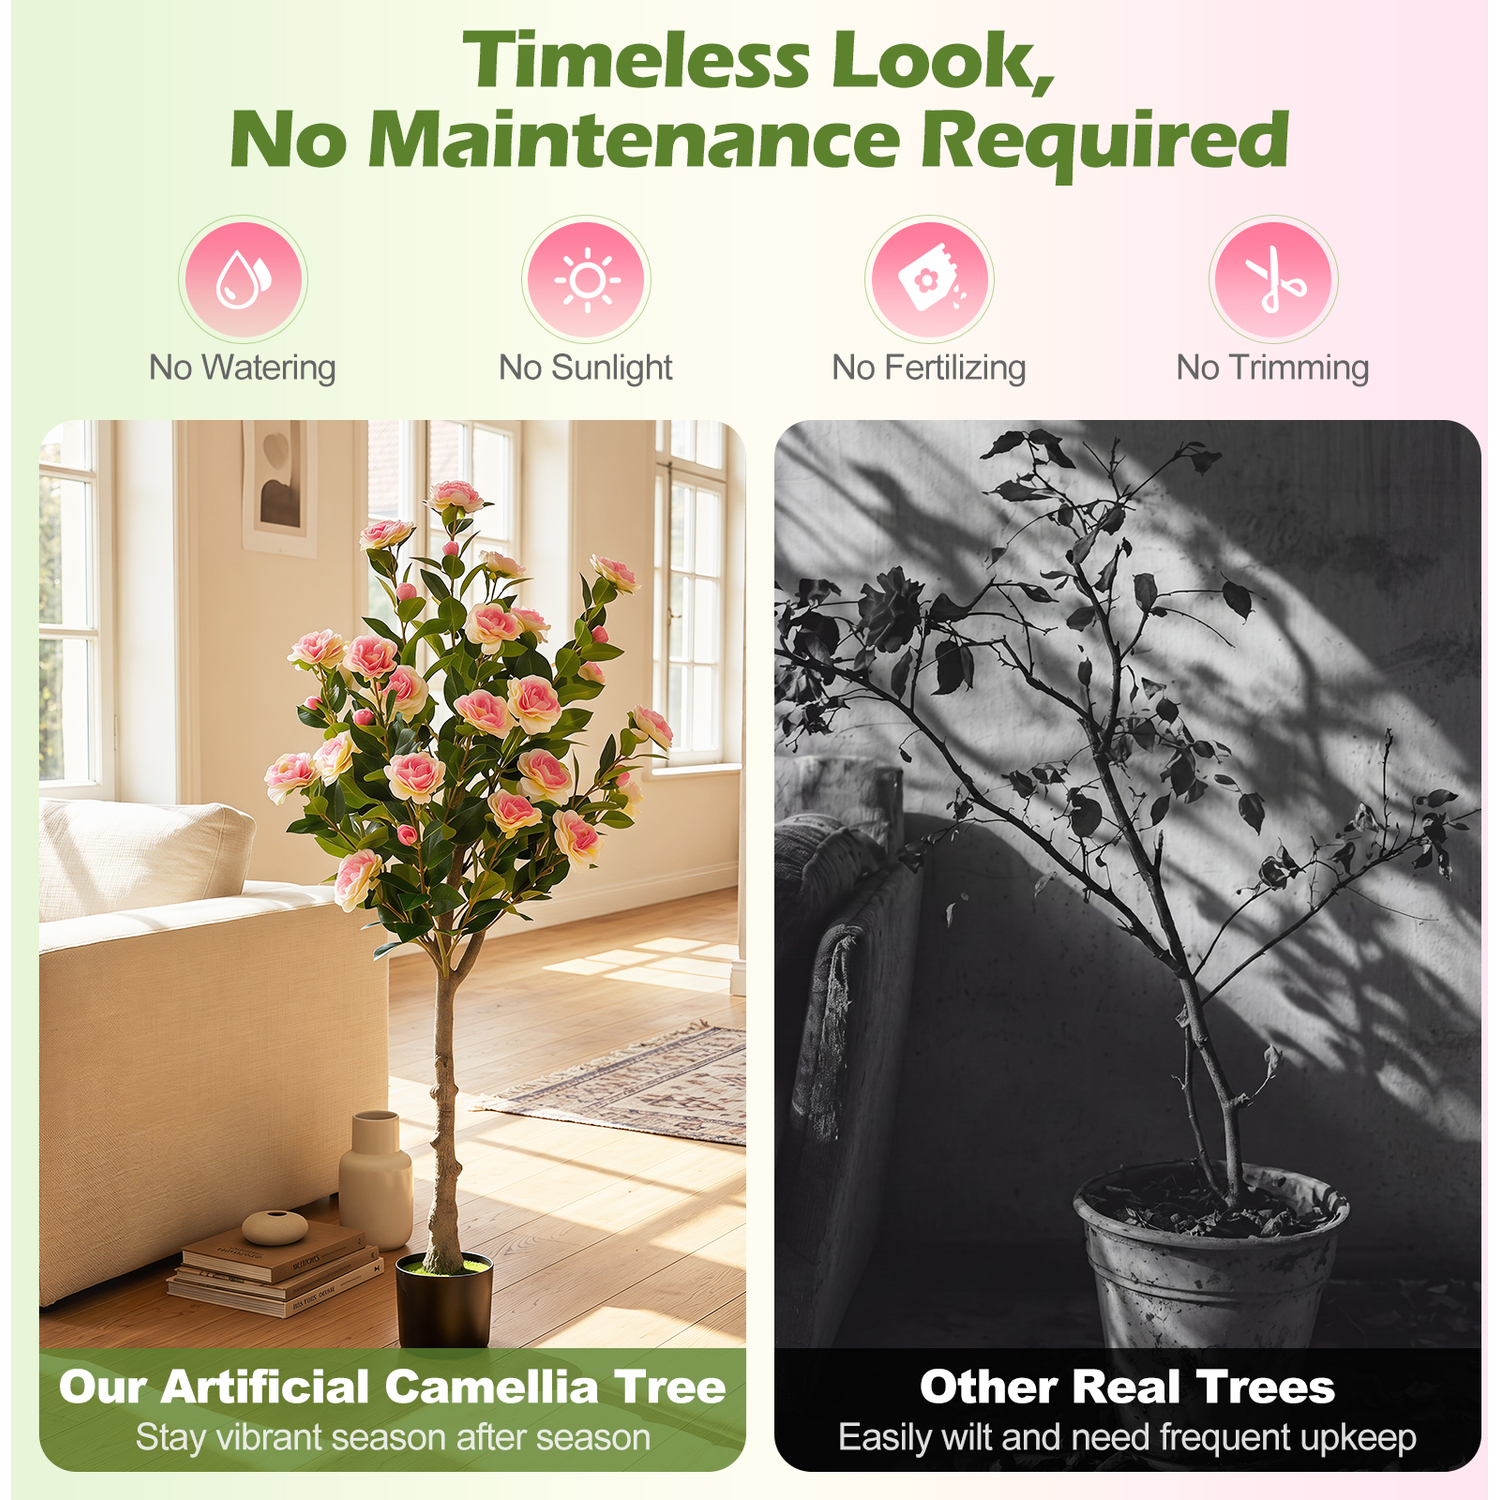 Timeless Look,
No Maintenance Required
No Watering
No Sunlight
No Fertilizing
No Trimming
Our Artificial Camellia Tree
Stay vibrant season after season
Other Real Trees
Easily wilt and need frequent upkeep